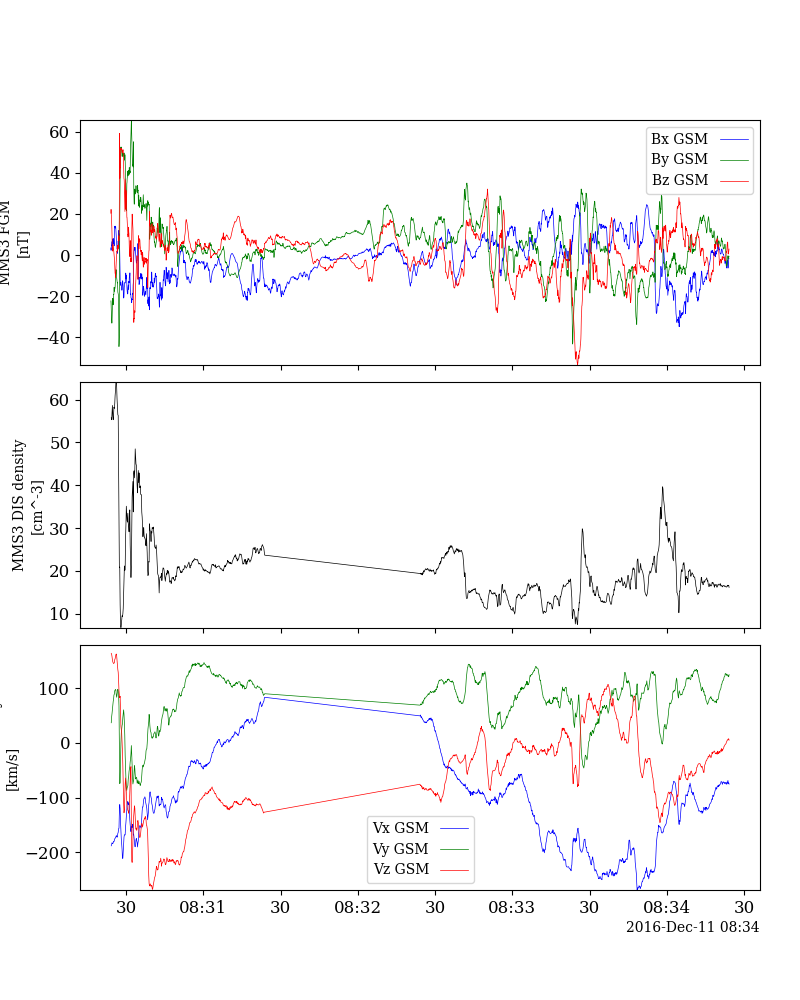 60
40
20
0
−20
−40
MMS3 FGM
[nT]
Bx GSM
By GSM
Bz GSM
60
50
40
30
20
10
MMS3 DIS density
[cm^-3]
100
0
−100
−200
[km/s]
Vx GSM
Vy GSM
Vz GSM
30 08:31 30 08:32 30 08:33 30 08:34 30
2016-Dec-11 08:34